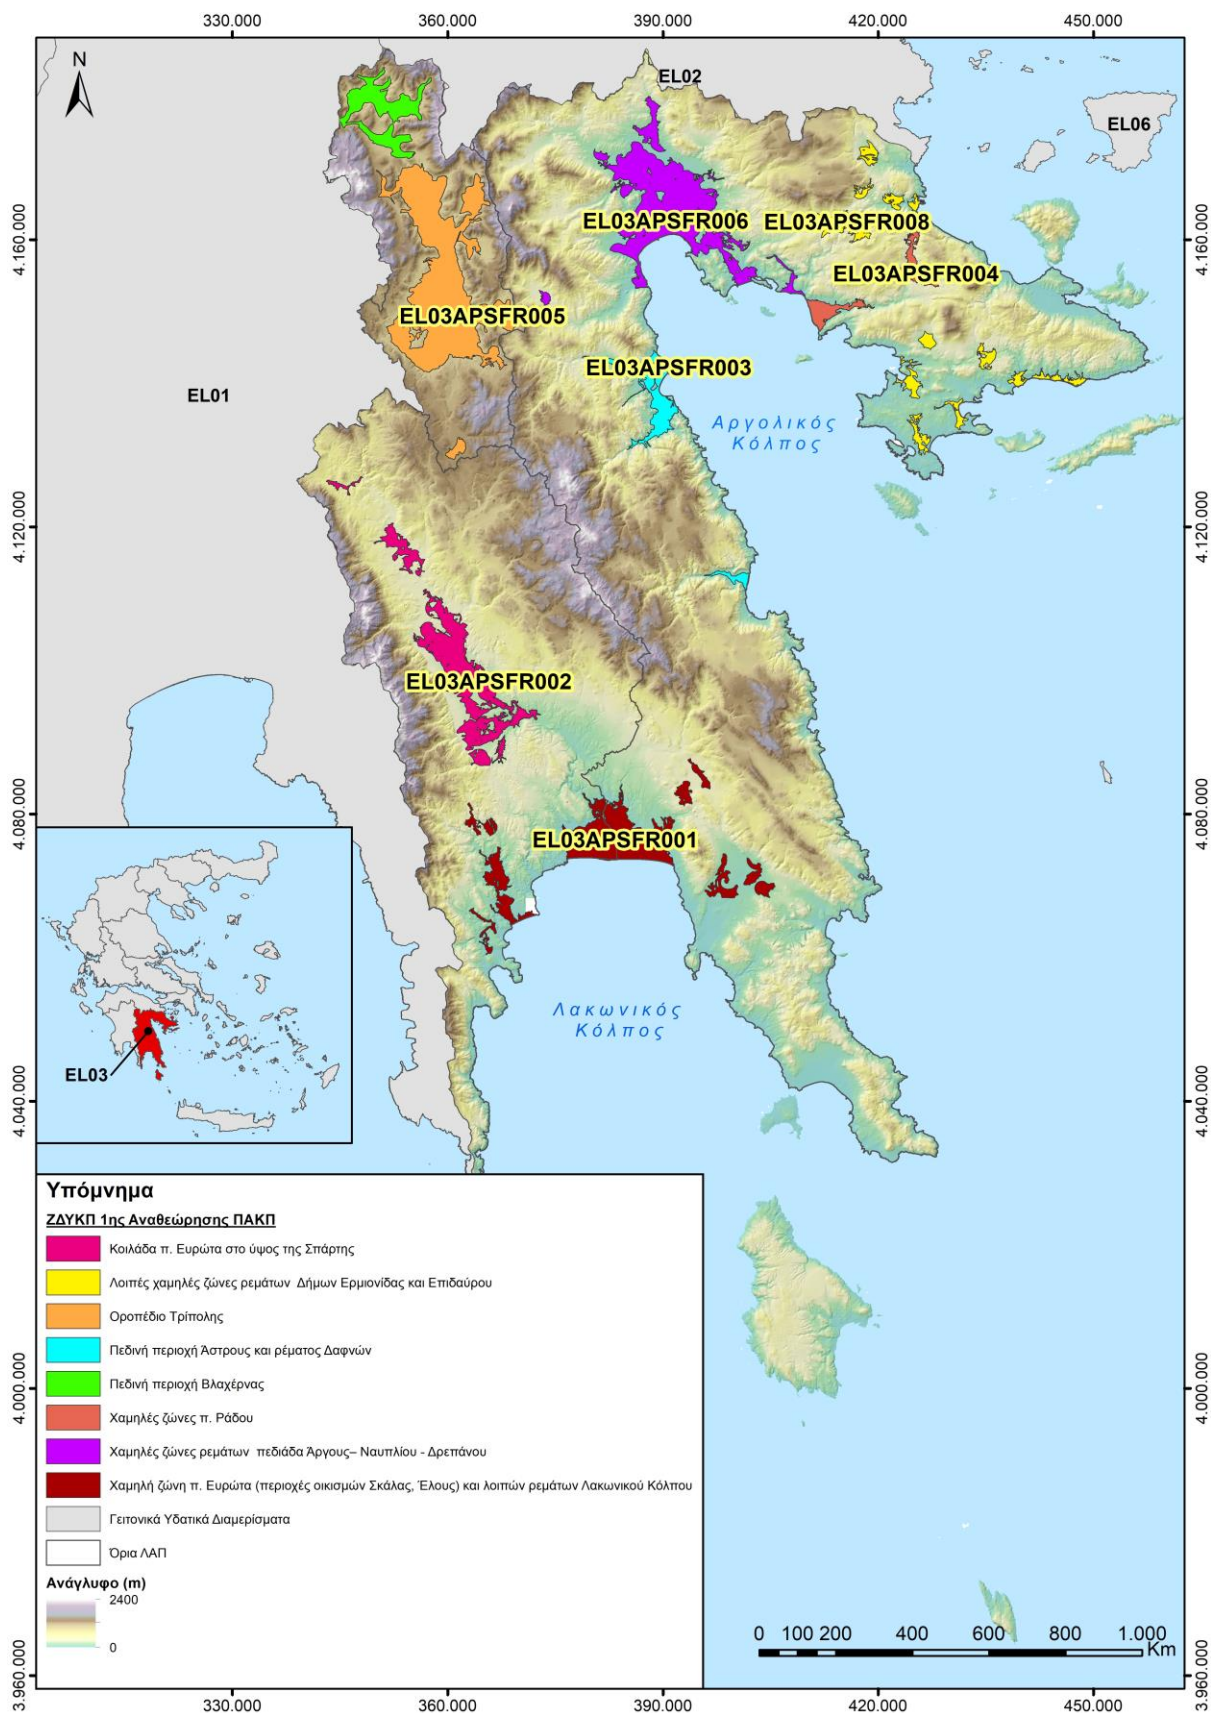 330.000 360.000 390.000 420.000 450.000
N
EL02
EL06
4.160.000 4.160.000
EL03APSFR006
EL03APSFR008
EL03APSFR004
EL03APSFR005
EL03APSFR003
EL01
Αργολικός
Κόλπος
4.120.000 4.120.000
EL03APSFR002
4.080.000 4.080.000
EL03APSFR001
Λακωνικός
Κόλπος
EL03
4.040.000 4.040.000
Υπόμνημα
ΖΔΥΚΠ 1ης Αναθεώρησης ΠΑΚΠ
Κοιλάδα π. Ευρώτα στο ύψος της Σπάρτης
Λοιπές χαμηλές ζώνες ρεμάτων Δήμων Ερμιονίδας και Επιδαύρου
Οροπέδιο Τρίπολης
Πεδινή περιοχή Άστρους και ρέματος Δαφνών
Πεδινή περιοχή Βλαχέρνας
Χαμηλές ζώνες π. Ράδου
Χαμηλές ζώνες ρεμάτων πεδιάδα Άργους– Ναυπλίου - Δρεπάνου
Χαμηλή ζώνη π. Ευρώτα (περιοχές οικισμών Σκάλας, Έλους) και λοιπών ρεμάτων Λακωνικού Κόλπου
Γειτονικά Υδατικά Διαμερίσματα
Όρια ΛΑΠ
Ανάγλυφο (m)
2400
0
4.000.000 4.000.000
0 100 200 400 600 800 1.000
Km
3.960.000 3.960.000
330.000 360.000 390.000 420.000 450.000